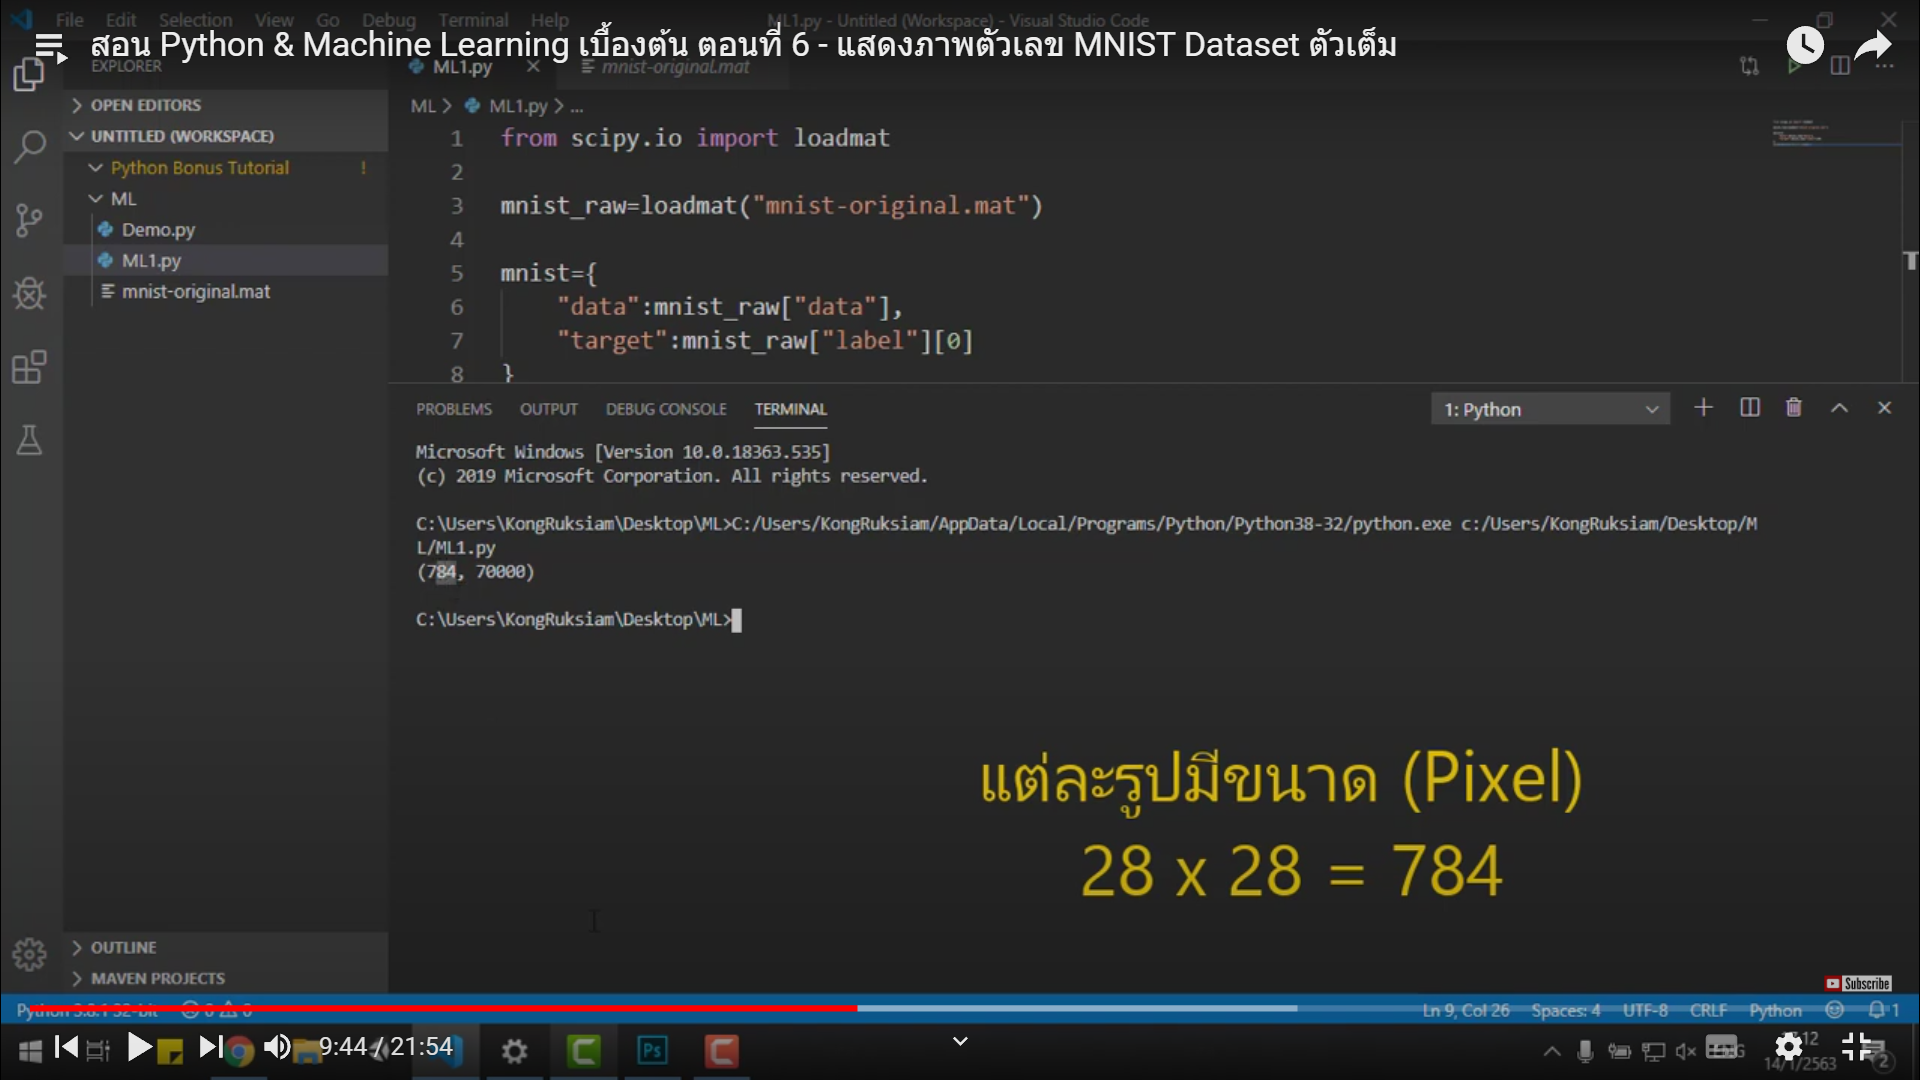 File Edit Selection View Go Debug Terminal Help ML1.py - Untitled (Workspace) - Visual Studio Code
สอน Python & Machine Learning เบื้องต้น ตอนที่ 6 - แสดงภาพตัวเลข MNIST Dataset ตัวเต็ม
EXPLORER
ML1.py mnist-original.mat
OPEN EDITORS
UNTITLED (WORKSPACE)
Python Bonus Tutorial !
ML
Demo.py
ML1.py
mnist-original.mat
ML > ML1.py > ...
1 from scipy.io import loadmat
2
3 mnist_raw=loadmat("mnist-original.mat")
4
5 mnist={
6 "data":mnist_raw["data"],
7 "target":mnist_raw["label"][0]
8 }
PROBLEMS OUTPUT DEBUG CONSOLE TERMINAL 1: Python
Microsoft Windows [Version 10.0.18363.535]
(c) 2019 Microsoft Corporation. All rights reserved.
C:\Users\KongRuksiam\Desktop\ML>C:/Users/KongRuksiam/AppData/Local/Programs/Python/Python38-32/python.exe c:/Users/KongRuksiam/Desktop/M
L/ML1.py
(784, 70000)
C:\Users\KongRuksiam\Desktop\ML>
แต่ละรูปมีขนาด (Pixel)
28 x 28 = 784
OUTLINE
MAVEN PROJECTS
Subscribe
Python 3.8.1 32-bit 0 0 Ln 9, Col 26 Spaces: 4 UTF-8 CRLF Python 1
9:44 / 21:54
Ps
14/1/2563
2